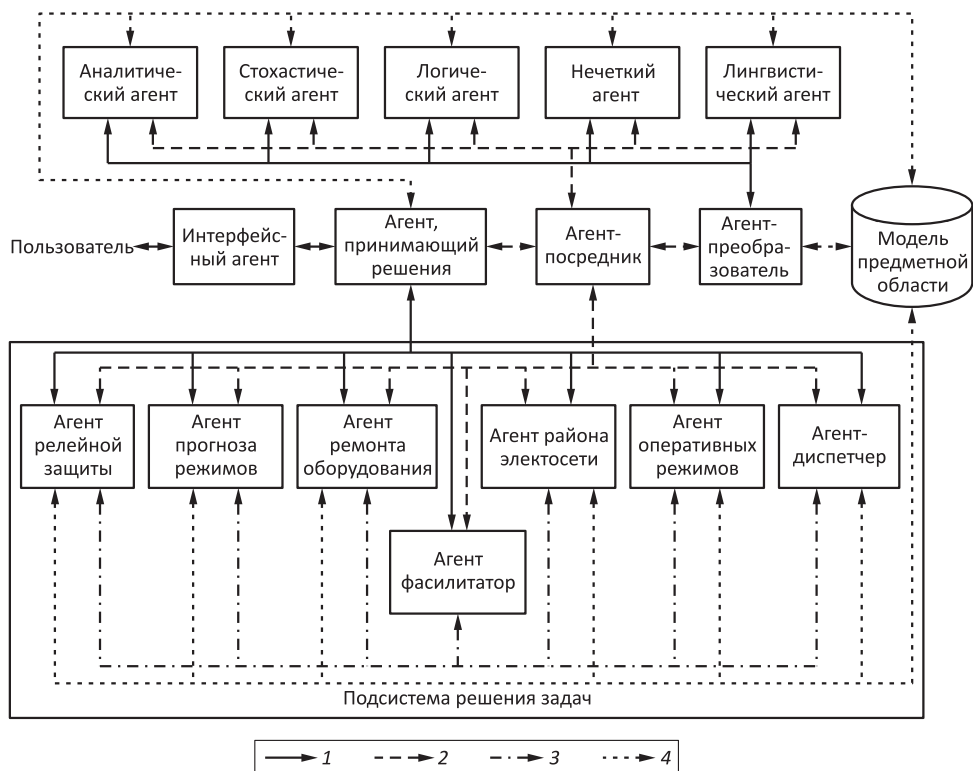 Аналитиче-
ский агент
Стохастиче-
ский агент
Логиче-
ский агент
Нечеткий
агент
Лингвисти-
ческий агент
Пользователь
Интерфейс-
ный агент
Агент,
принимающий
решения
Агент-
посредник
Агент-
преобра-
зователь
Модель
предметной
области
Агент
релейной
защиты
Агент
прогноза
режимов
Агент
ремонта
оборудования
Агент района
электосети
Агент
оперативных
режимов
Агент-
диспетчер
Агент
фасилитатор
Подсистема решения задач
1 2 3 4